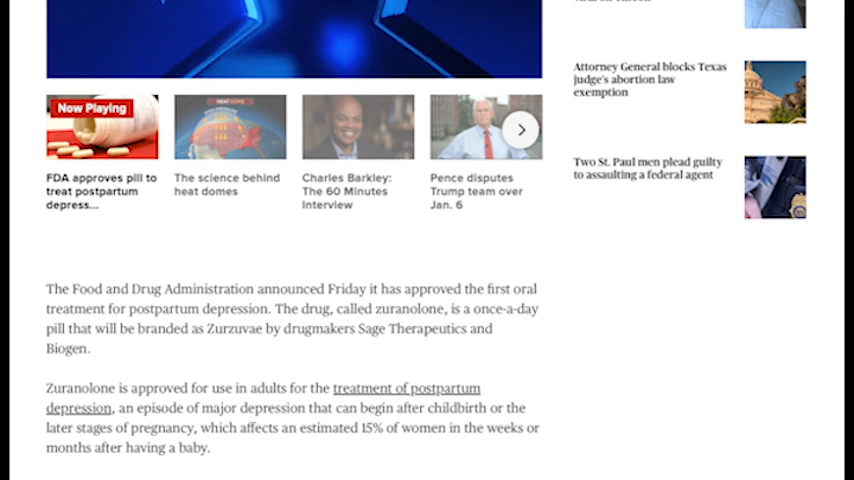 Attorney General blocks Texas
judge's abortion law
exemption
Two St. Paul men plead guilty
to assaulting a federal agent
Now Playing
HEAT DOME
FDA approves pill to
treat postpartum
depress...
The science behind
heat domes
Charles Barkley:
The 60 Minutes
Interview
Pence disputes
Trump team over
Jan. 6
The Food and Drug Administration announced Friday it has approved the first oral
treatment for postpartum depression. The drug, called zuranolone, is a once-a-day
pill that will be branded as Zurzuvae by drugmakers Sage Therapeutics and
Biogen.
Zuranolone is approved for use in adults for the treatment of postpartum
depression, an episode of major depression that can begin after childbirth or the
later stages of pregnancy, which affects an estimated 15% of women in the weeks or
months after having a baby.